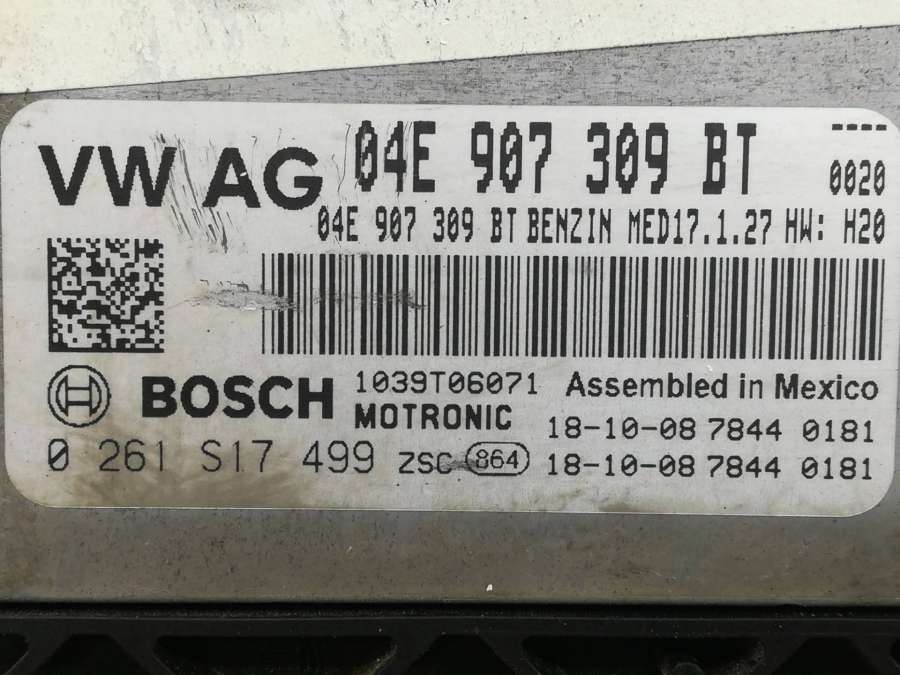 VW AG 04E 907 309 BT ----
0020
04E 907 309 BT BENZIN MED17.1.27 HW: H20
BOSCH 1039T06071 Assembled in Mexico
MOTRONIC 18-10-08 7844 0181
0 261 S17 499 ZSC 864 18-10-08 7844 0181